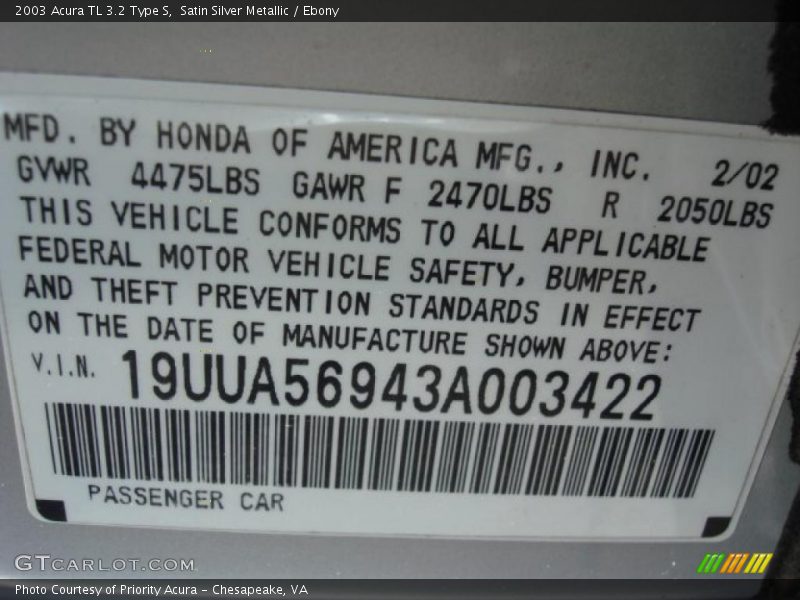 2003 Acura TL 3.2 Type S, Satin Silver Metallic / Ebony
MFD. BY HONDA OF AMERICA MFG., INC. 2/02
GVWR 4475LBS GAWR F 2470LBS R 2050LBS
THIS VEHICLE CONFORMS TO ALL APPLICABLE
FEDERAL MOTOR VEHICLE SAFETY, BUMPER,
AND THEFT PREVENTION STANDARDS IN EFFECT
ON THE DATE OF MANUFACTURE SHOWN ABOVE:
V.I.N. 19UUA56943A003422
PASSENGER CAR
GTCARLOT.COM
Photo Courtesy of Priority Acura - Chesapeake, VA